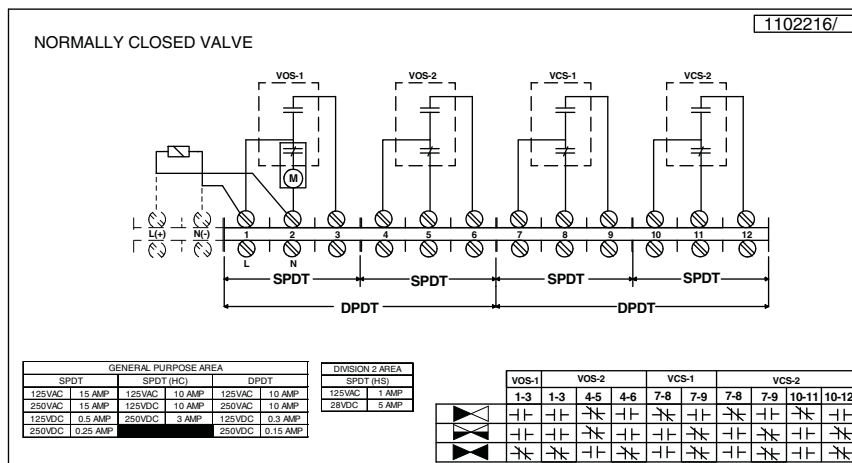 1102216/
NORMALLY CLOSED VALVE
VOS-1 VOS-2 VCS-1 VCS-2
M
L(+) N(-) 1 2 3 4 5 6 7 8 9 10 11 12
L N
SPDT SPDT SPDT SPDT
DPDT DPDT
GENERAL PURPOSE AREA
SPDT SPDT (HC) DPDT
125VAC 15 AMP 125VAC 10 AMP 125VAC 10 AMP
250VAC 15 AMP 125VDC 10 AMP 250VAC 10 AMP
125VDC 0.5 AMP 250VDC 3 AMP 125VDC 0.3 AMP
250VDC 0.25 AMP 250VDC 0.15 AMP
DIVISION 2 AREA
SPDT (HS)
125VAC 1 AMP
28VDC 5 AMP
VOS-1 VOS-2 VCS-1 VCS-2
1-3 1-3 4-5 4-6 7-8 7-9 7-8 7-9 10-11 10-12